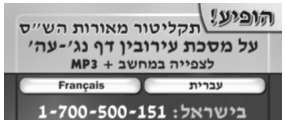 הופיע! תקליטור מאורות הש״ס
על מסכת עירובין דף נג׳-עה׳
לצפייה במחשב + MP3
עברית Français
בישראל: 1-700-500-151